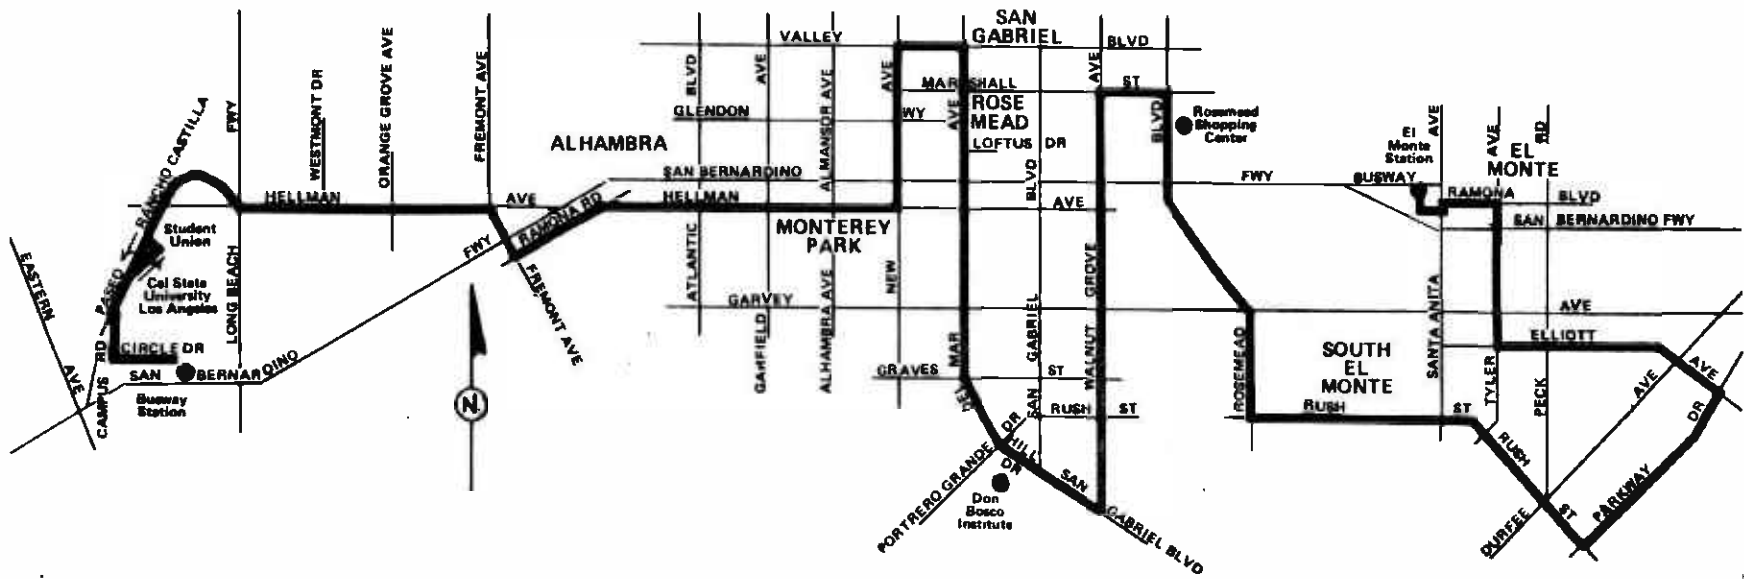 SAN
GABRIEL
VALLEY
BLVD
MARSHALL
ST
ROSE
MEAD
LOFTUS DR
GLENDON
WY
ALHAMBRA
SAN BERNARDINO
FWY
HELLMAN
AVE
RAMONA RD
HELLMAN
AVE
FWY
MONTEREY
PARK
GARVEY
AVE
GRAVES
ST
RUSH
ST
FWY
LONG BEACH
WESTMONT DR
ORANGE GROVE AVE
FREMONT AVE
FREMONT AVE
BLVD
ATLANTIC
AVE
GARFIELD
ALMANSOR AVE
ALHAMBRA AVE
AVE
NEW
AVE
MAR
DEL
BLVD
GABRIEL
SAN
AVE
GROVE
WALNUT
BLVD
ROSEMEAD
Rosemead
Shopping
Center
RANCHO CASTILLA
PASEO
Student
Union
Cal State
University
Los Angeles
EASTERN
AVE
CAMPUS RD
CIRCLE DR
SAN BERNARDINO
Busway
Station
N
PORTRERO GRANDE DR
HILL
DR
SAN
GABRIEL BLVD
Don
Bosco
Institute
El
Monte
Station
BUSWAY
AVE
SANTA ANITA
AVE
TYLER
RD
PECK
EL
MONTE
RAMONA
BLVD
SAN BERNARDINO FWY
SOUTH
EL
MONTE
ELLIOTT
AVE
RUSH
ST
RUSH
ST
DURFEE
AVE
PARKWAY
DR